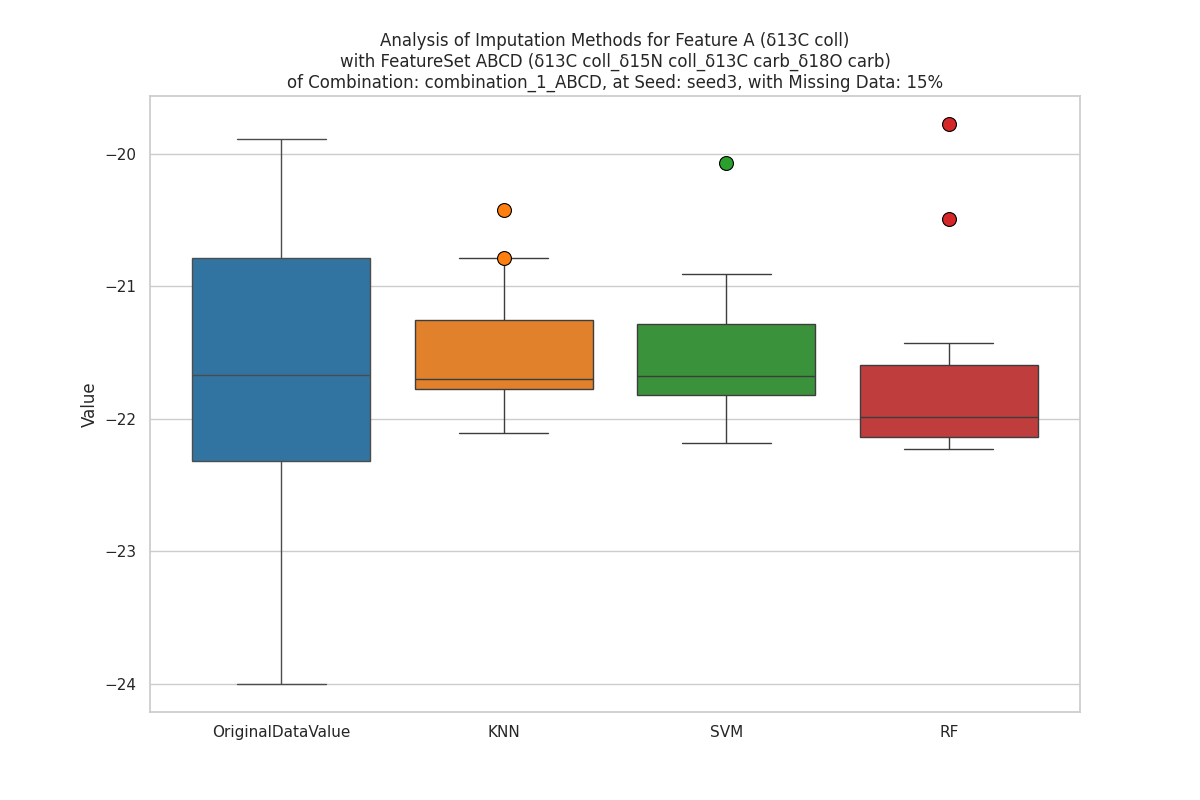 Analysis of Imputation Methods for Feature A (δ13C coll)
with FeatureSet ABCD (δ13C coll_δ15N coll_δ13C carb_δ18O carb)
of Combination: combination_1_ABCD, at Seed: seed3, with Missing Data: 15%
−20
−21
−22
−23
−24
Value
OriginalDataValue KNN SVM RF